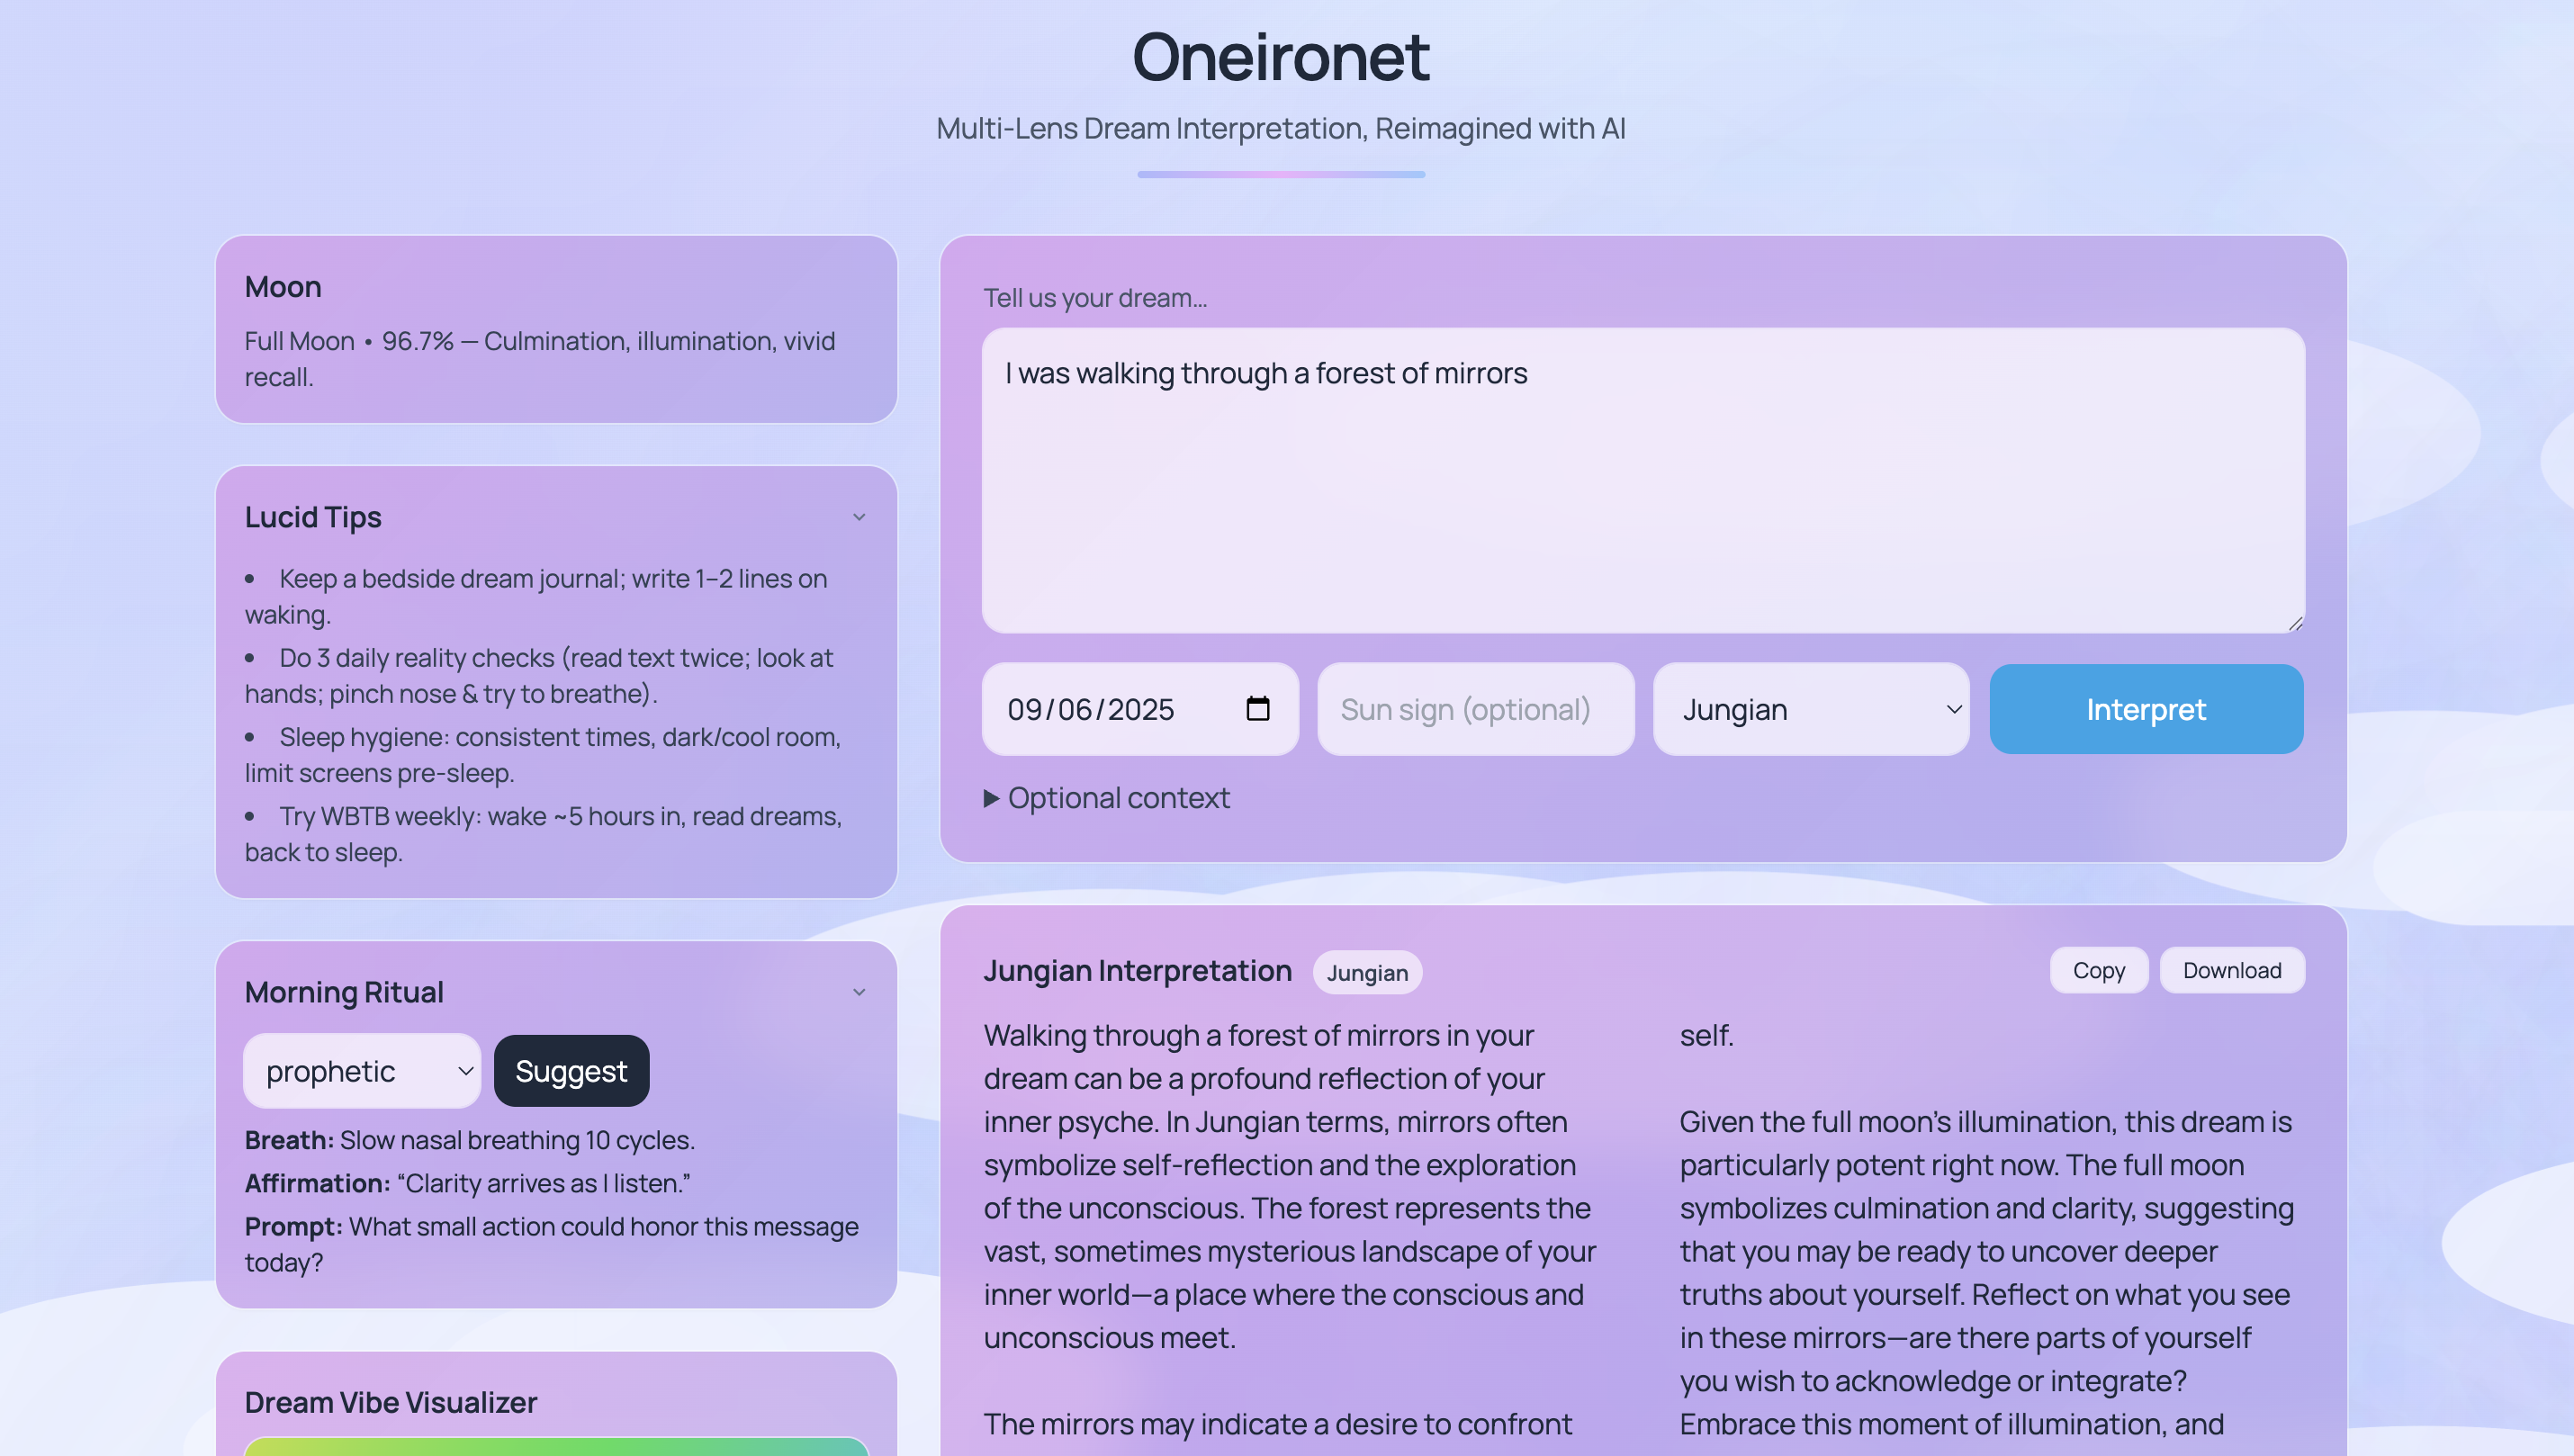 Oneironet
Multi-Lens Dream Interpretation, Reimagined with AI
Moon
Full Moon • 96.7% — Culmination, illumination, vivid
recall.
Lucid Tips
• Keep a bedside dream journal; write 1–2 lines on
waking.
• Do 3 daily reality checks (read text twice; look at
hands; pinch nose & try to breathe).
• Sleep hygiene: consistent times, dark/cool room,
limit screens pre-sleep.
• Try WBTB weekly: wake ~5 hours in, read dreams,
back to sleep.
Morning Ritual
prophetic
Suggest
Breath: Slow nasal breathing 10 cycles.
Affirmation: “Clarity arrives as I listen.”
Prompt: What small action could honor this message
today?
Dream Vibe Visualizer
Tell us your dream…
I was walking through a forest of mirrors
09/06/2025
Sun sign (optional)
Jungian
Interpret
▶ Optional context
Jungian Interpretation
Jungian
Copy
Download
Walking through a forest of mirrors in your
dream can be a profound reflection of your
inner psyche. In Jungian terms, mirrors often
symbolize self-reflection and the exploration
of the unconscious. The forest represents the
vast, sometimes mysterious landscape of your
inner world—a place where the conscious and
unconscious meet.
The mirrors may indicate a desire to confront
self.
Given the full moon’s illumination, this dream is
particularly potent right now. The full moon
symbolizes culmination and clarity, suggesting
that you may be ready to uncover deeper
truths about yourself. Reflect on what you see
in these mirrors—are there parts of yourself
you wish to acknowledge or integrate?
Embrace this moment of illumination, and